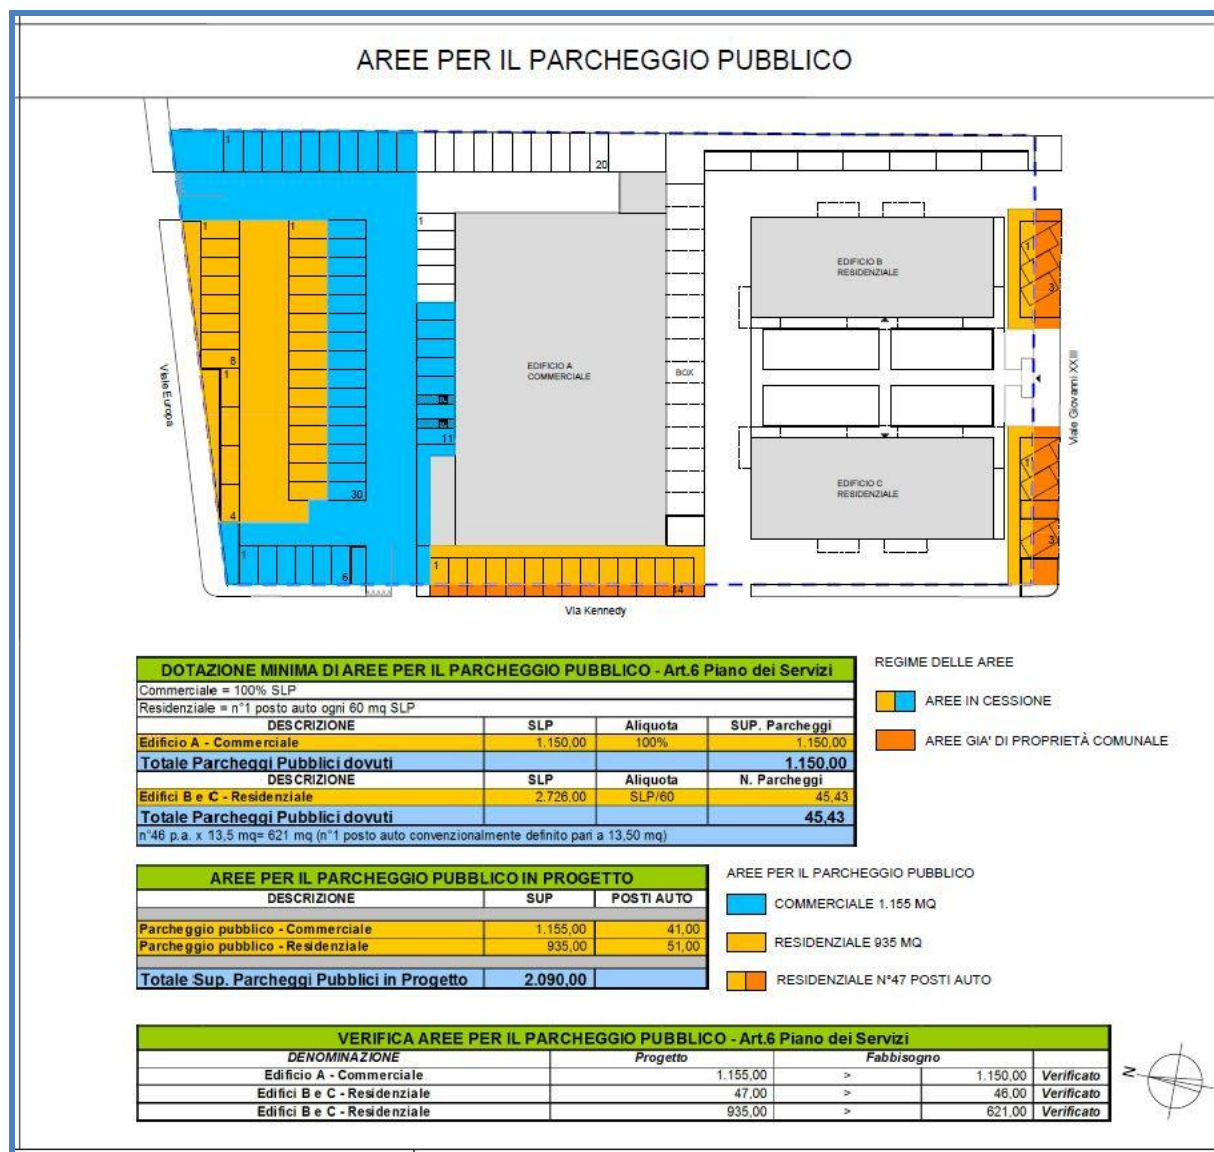 AREE PER IL PARCHEGGIO PUBBLICO
1
20
1
1
1
EDIFICIO B
RESIDENZIALE
1
3
Viale Europa
8
1
EDIFICIO A
COMMERCIALE
BOX
Viale Giovanni XXIII
11
30
4
EDIFICIO C
RESIDENZIALE
1
3
1
6
1
14
Via Kennedy
DOTAZIONE MINIMA DI AREE PER IL PARCHEGGIO PUBBLICO - Art.6 Piano dei Servizi
Commerciale = 100% SLP
Residenziale = n°1 posto auto ogni 60 mq SLP
DESCRIZIONE SLP Aliquota SUP. Parcheggi
Edificio A - Commerciale 1.150,00 100% 1.150,00
Totale Parcheggi Pubblici dovuti 1.150,00
DESCRIZIONE SLP Aliquota N. Parcheggi
Edifici B e C - Residenziale 2.726,00 SLP/60 45,43
Totale Parcheggi Pubblici dovuti 45,43
n°46 p.a. x 13,5 mq= 621 mq (n°1 posto auto convenzionalmente definito pari a 13,50 mq)
REGIME DELLE AREE
AREE IN CESSIONE
AREE GIA' DI PROPRIETÀ COMUNALE
AREE PER IL PARCHEGGIO PUBBLICO IN PROGETTO
DESCRIZIONE SUP POSTI AUTO
Parcheggio pubblico - Commerciale 1.155,00 41,00
Parcheggio pubblico - Residenziale 935,00 51,00
Totale Sup. Parcheggi Pubblici in Progetto 2.090,00
AREE PER IL PARCHEGGIO PUBBLICO
COMMERCIALE 1.155 MQ
RESIDENZIALE 935 MQ
RESIDENZIALE N°47 POSTI AUTO
VERIFICA AREE PER IL PARCHEGGIO PUBBLICO - Art.6 Piano dei Servizi
DENOMINAZIONE Progetto Fabbisogno
Edificio A - Commerciale 1.155,00 > 1.150,00 Verificato
Edifici B e C - Residenziale 47,00 > 46,00 Verificato
Edifici B e C - Residenziale 935,00 > 621,00 Verificato
N